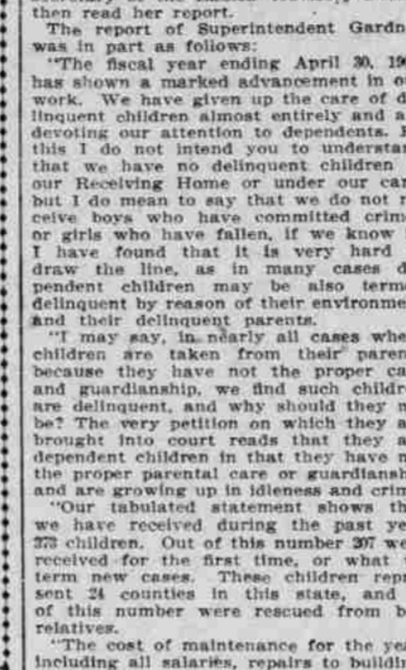 then read her report.
The report of Superintendent Gardn
was in part as follows:
"The fiscal year ending April 30, 19
has shown a marked advancement in o
work. We have given up the care of d
linquent children almost entirely and a
devoting our attention to dependents.
this I do not intend you to understa
that we have no delinquent children
our Receiving Home or under our car
but I do mean to say that we do not r
ceive boys who have committed crim
or girls who have fallen, if we know
I have found that it is very hard
draw the line, as in many cases d
pendent children may be also term
delinquent by reason of their environme
and their delinquent parents.
"I may say, in nearly all cases whe
children are taken from their paren
because they have not the proper ca
and guardianship, we find such childr
are delinquent, and why should they n
be? The very petition on which they a
brought into court reads that they a
dependent children in that they have n
the proper parental care or guardiansh
and are growing up in idleness and crim
"Our tabulated statement shows th
we have received during the past ye
373 children. Out of this number 207 we
received for the first time, or what
term new cases. These children repr
sent 24 counties in this state, and
of this number were rescued from b
relatives.
"The cost of maintenance for the yea
including all salaries, repairs to buildin